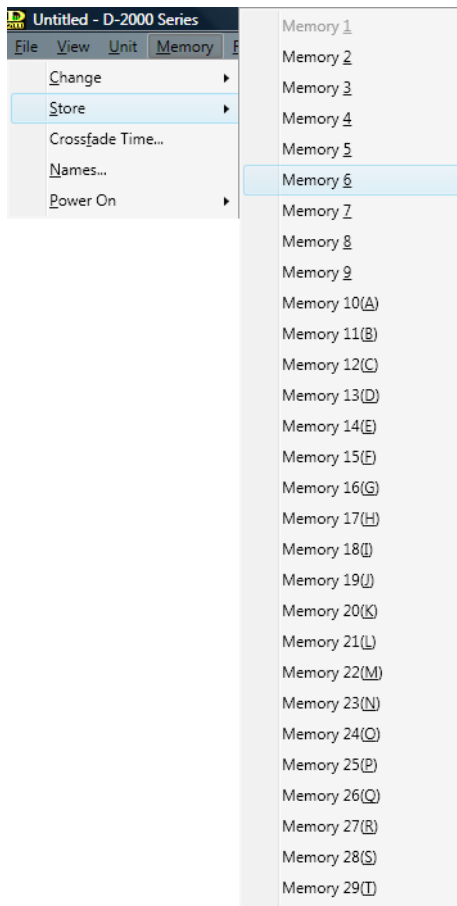 D
2000
Untitled - D-2000 Series
File View Unit Memory
Change
Store
Crossfade Time...
Names...
Power On
Memory 1
Memory 2
Memory 3
Memory 4
Memory 5
Memory 6
Memory 7
Memory 8
Memory 9
Memory 10(A)
Memory 11(B)
Memory 12(C)
Memory 13(D)
Memory 14(E)
Memory 15(F)
Memory 16(G)
Memory 17(H)
Memory 18(I)
Memory 19(J)
Memory 20(K)
Memory 21(L)
Memory 22(M)
Memory 23(N)
Memory 24(O)
Memory 25(P)
Memory 26(Q)
Memory 27(R)
Memory 28(S)
Memory 29(T)